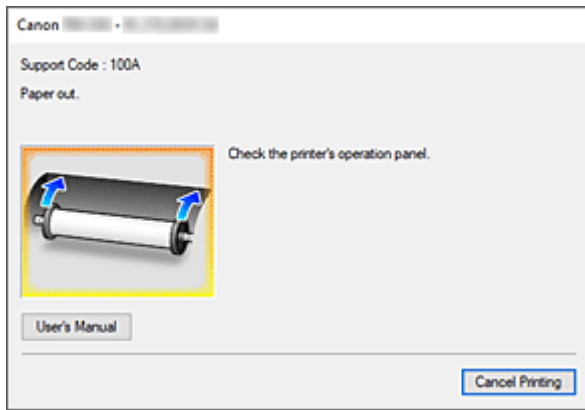 Canon -
Support Code : 100A
Paper out.
Check the printer's operation panel.
User's Manual
Cancel Printing